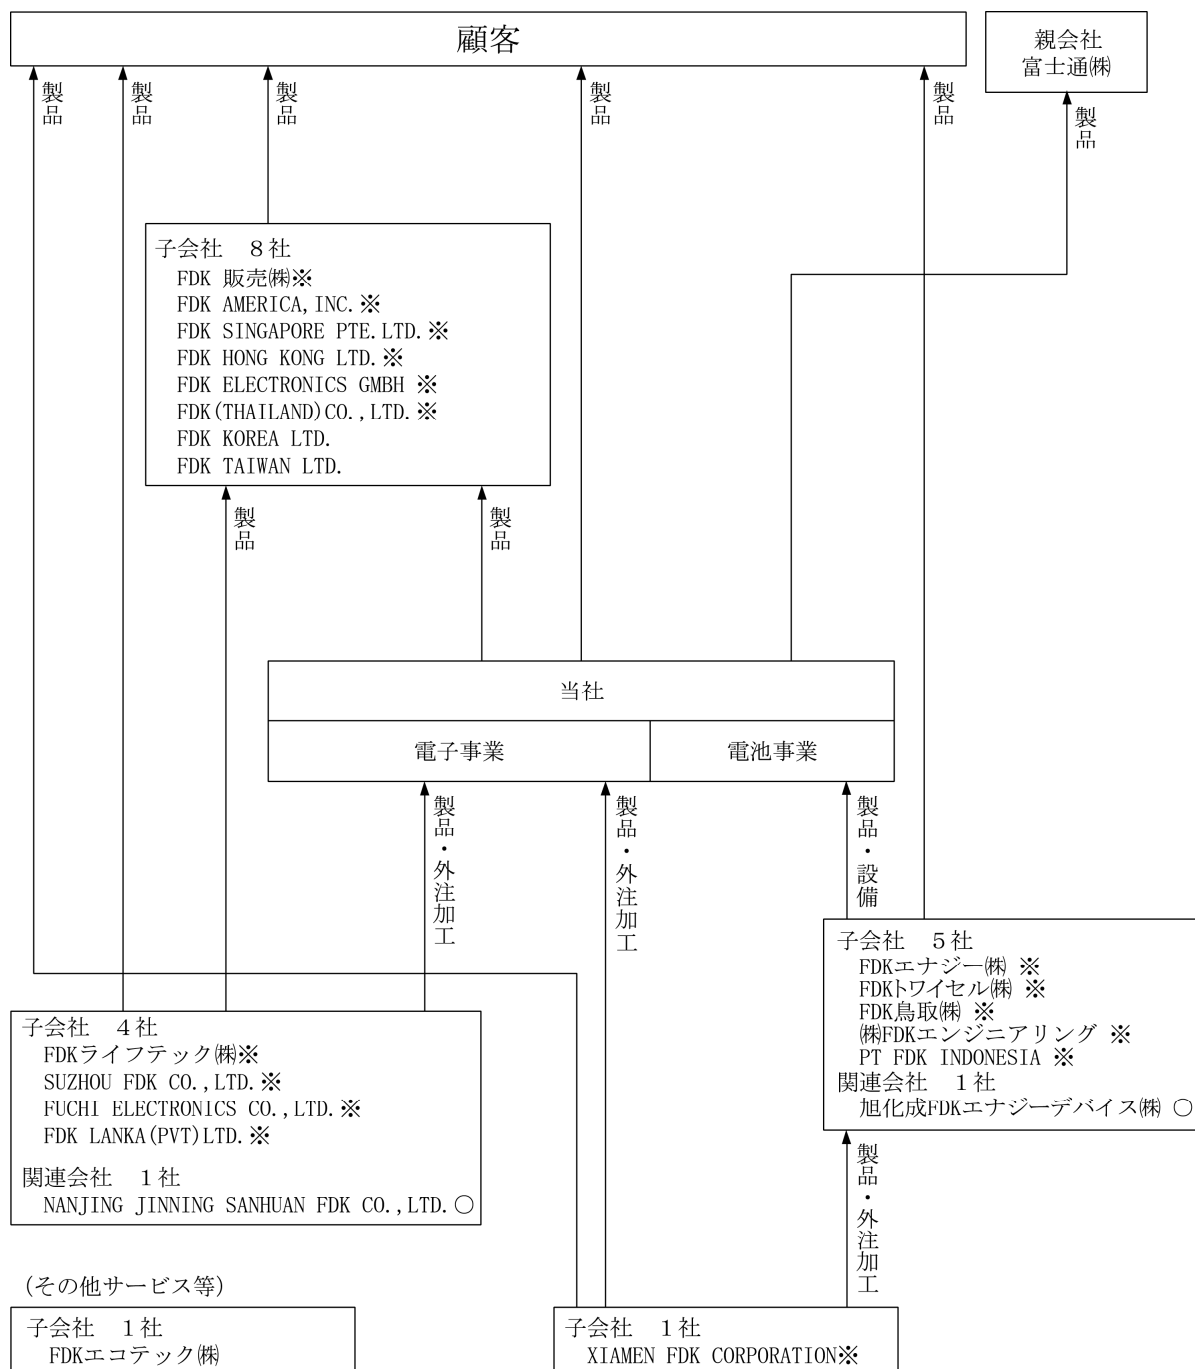 顧客
親会社
富士通㈱
製品
製品
製品
製品
製品
製品
子会社　８社
FDK 販売㈱※
FDK AMERICA,INC.※
FDK SINGAPORE PTE.LTD.※
FDK HONG KONG LTD.※
FDK ELECTRONICS GMBH ※
FDK(THAILAND)CO.,LTD.※
FDK KOREA LTD.
FDK TAIWAN LTD.
製品
製品
当社
電子事業
電池事業
製品・外注加工
製品・外注加工
製品・設備
子会社　５社
FDKエナジー㈱ ※
FDKトワイセル㈱ ※
FDK鳥取㈱ ※
㈱FDKエンジニアリング ※
PT FDK INDONESIA ※
関連会社　１社
旭化成FDKエナジーデバイス㈱ ○
子会社　４社
FDKライフテック㈱※
SUZHOU FDK CO.,LTD.※
FUCHI ELECTRONICS CO.,LTD.※
FDK LANKA(PVT)LTD.※
関連会社　１社
NANJING JINNING SANHUAN FDK CO.,LTD.○
製品・外注加工
(その他サービス等)
子会社　１社
FDKエコテック㈱
子会社　１社
XIAMEN FDK CORPORATION※